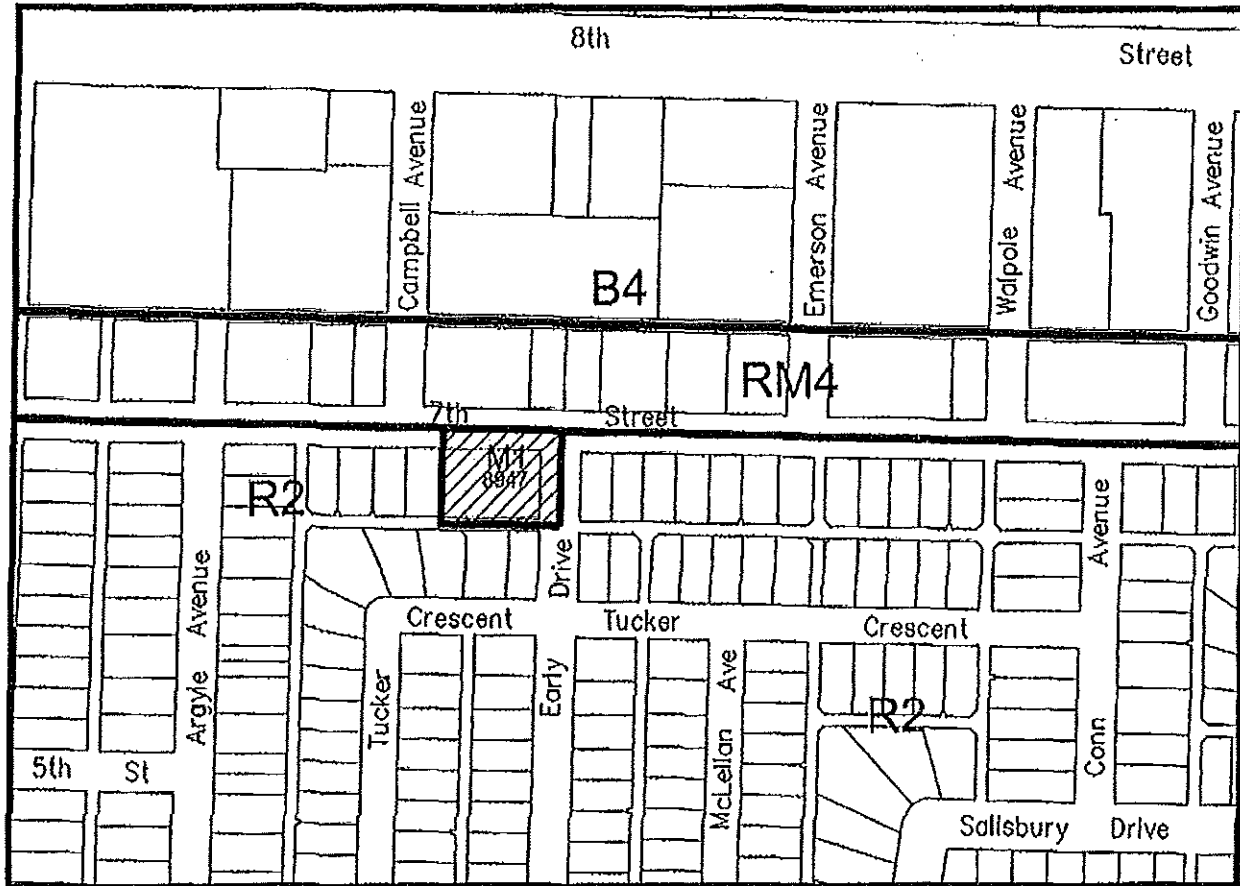 8th Street
Campbell Avenue
Emerson Avenue
Walpole Avenue
Goodwin Avenue
B4
RM4
7th Street
M1
8947
R2
Argyle Avenue
Drive
Avenue
Crescent Tucker Crescent
Tucker
Early
McLellan Ave
R2
Conn
5th St
Salisbury Drive